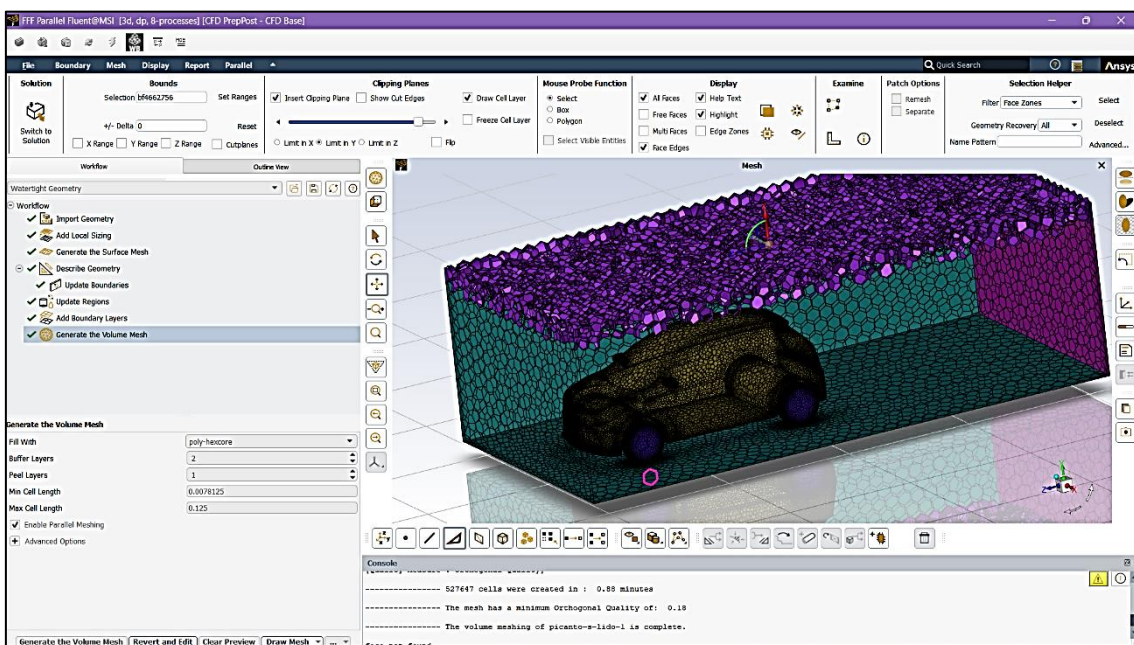 FFF Parallel Fluent@MSI [3d, dp, 8-processes] [CFD PrepPost - CFD Base]
File Boundary Mesh Display Report Parallel Quick Search Ansys
Solution Bounds Clipping Planes Mouse Probe Function Display Examine Patch Options Selection Helper
Switch to Solution
Selection bf4662756 Set Ranges
+/- Delta 0 Reset
X Range Y Range Z Range Cutplanes
Insert Clipping Plane Show Cut Edges Draw Cell Layer
Freeze Cell Layer
Limit in X Limit in Y Limit in Z Flip
Select
Box
Polygon
Select Visible Entities
All Faces Help Text
Free Faces Highlight
Multi Faces Edge Zones
Face Edges
Remesh
Separate
Filter Face Zones Select
Geometry Recovery All Deselect
Name Pattern Advanced...
Workflow Outline View
Watertight Geometry
Workflow
Import Geometry
Add Local Sizing
Generate the Surface Mesh
Describe Geometry
Update Boundaries
Update Regions
Add Boundary Layers
Generate the Volume Mesh
Generate the Volume Mesh
Fill With poly-hexcore
Buffer Layers 2
Peel Layers 1
Min Cell Length 0.0078125
Max Cell Length 0.125
Enable Parallel Meshing
Advanced Options
Generate the Volume Mesh Revert and Edit Clear Preview Draw Mesh ...
Mesh
Console
---------------- 527647 cells were created in : 0.88 minutes
---------------- The mesh has a minimum Orthogonal Quality of: 0.18
---------------- The volume meshing of picanto-s-lido-1 is complete.